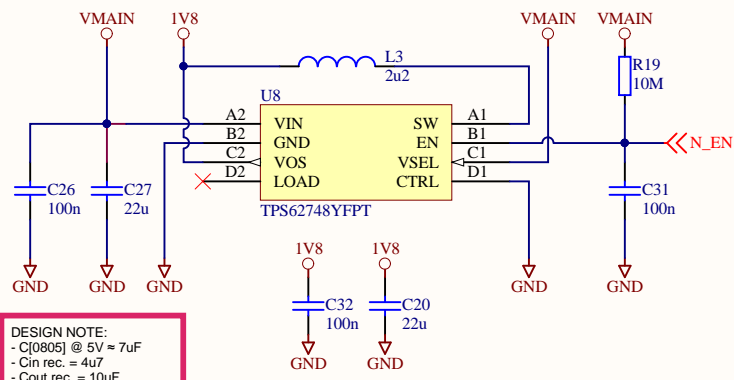 VMAIN 1V8 VMAIN VMAIN
L3
2u2
R19
10M
U8
A2 VIN SW A1
B2 GND EN B1
C2 VOS VSEL C1
D2 LOAD CTRL D1
TPS62748YFPT
N_EN
C26
100n
C27
22u
C31
100n
GND GND GND GND GND
1V8 1V8
C32
100n
C20
22u
GND GND
DESIGN NOTE:
- C[0805] @ 5V ≈ 7uF
- Cin rec. = 4u7
- Cout rec. = 10uF